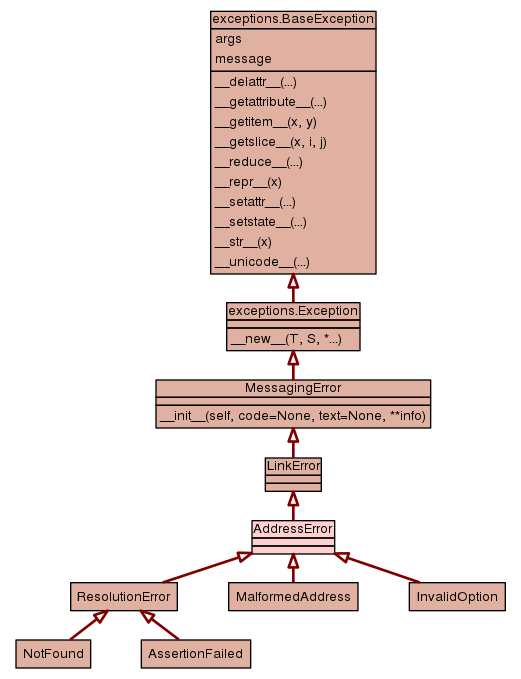 exceptions.BaseException
args
message
__delattr__(...)
__getattribute__(...)
__getitem__(x, y)
__getslice__(x, i, j)
__reduce__(...)
__repr__(x)
__setattr__(...)
__setstate__(...)
__str__(x)
__unicode__(...)
exceptions.Exception
__new__(T, S, *...)
MessagingError
__init__(self, code=None, text=None, **info)
LinkError
AddressError
ResolutionError
MalformedAddress
InvalidOption
NotFound
AssertionFailed